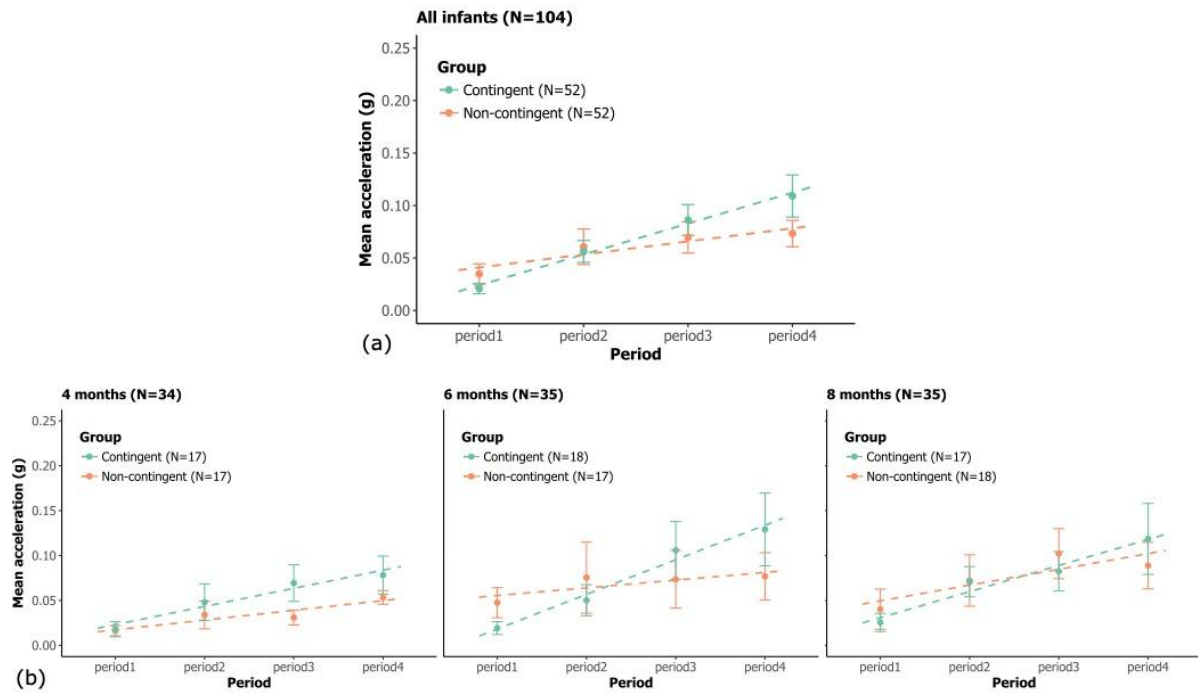 All infants (N=104)
0.25
0.20
0.15
0.10
0.05
0.00
Mean acceleration (g)
Group
Contingent (N=52)
Non-contingent (N=52)
period1 period2 period3 period4
Period
(a)
4 months (N=34)
0.25
0.20
0.15
0.10
0.05
0.00
Mean acceleration (g)
Group
Contingent (N=17)
Non-contingent (N=17)
period1 period2 period3 period4
Period
6 months (N=35)
Group
Contingent (N=18)
Non-contingent (N=17)
period1 period2 period3 period4
Period
8 months (N=35)
Group
Contingent (N=17)
Non-contingent (N=18)
period1 period2 period3 period4
Period
(b)